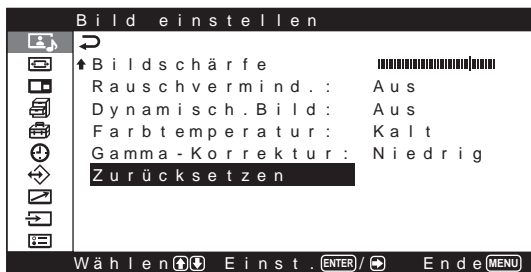 Bild einstellen
Bildschärfe
Rauschvermind.: Aus
Dynamisch.Bild: Aus
Farbtemperatur: Kalt
Gamma-Korrektur: Niedrig
Zurücksetzen
Wählen Einst. ENTER / Ende MENU